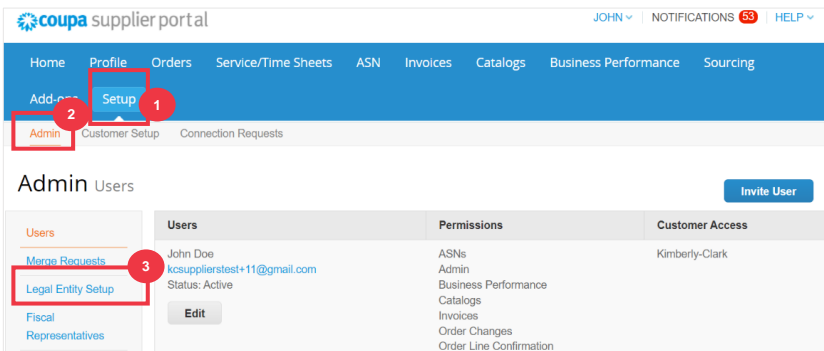 coupa supplier portal
JOHN NOTIFICATIONS 53 HELP
Home Profile Orders Service/Time Sheets ASN Invoices Catalogs Business Performance Sourcing
Add-ons Setup 1
2
Admin Customer Setup Connection Requests
Admin Users
Invite User
Users
Merge Requests
3
Legal Entity Setup
Fiscal
Representatives
Users Permissions Customer Access
John Doe ASNs Kimberly-Clark
kcsupplierstest+11@gmail.com Admin
Status: Active Business Performance
Catalogs
Edit Invoices
Order Changes
Order Line Confirmation